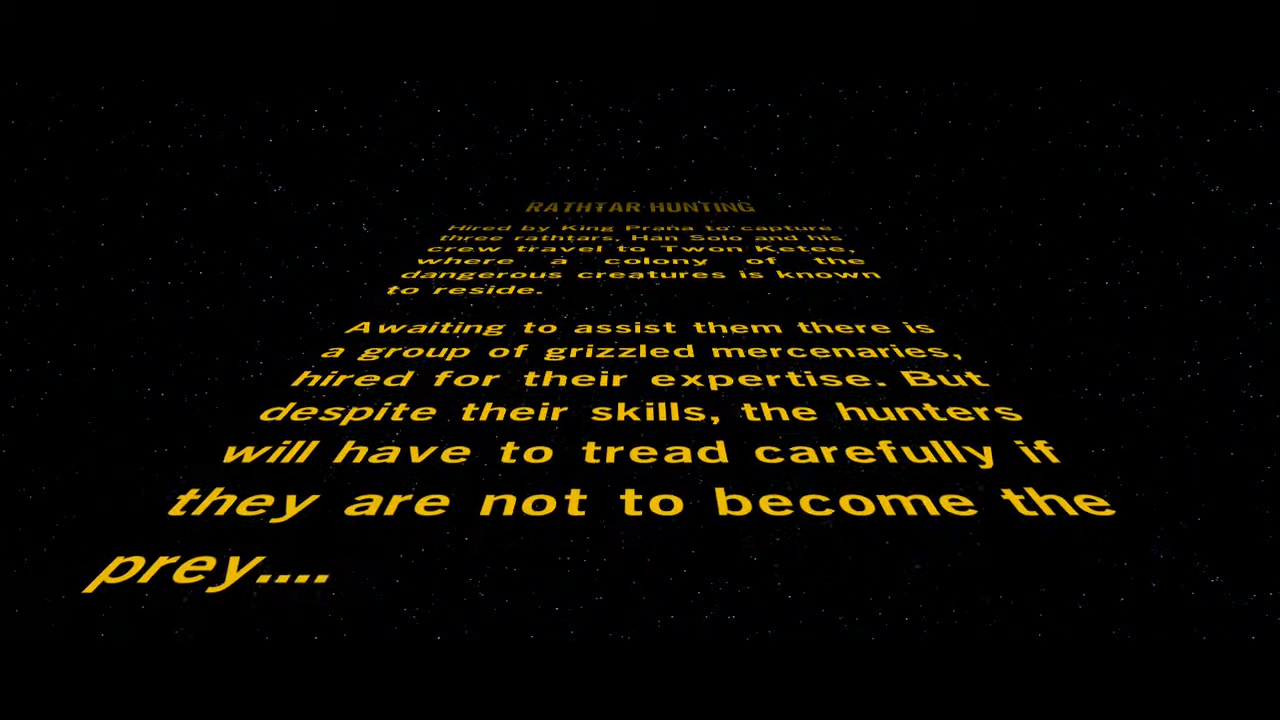 RATHTAR HUNTING
Hired by King Prana to capture
three rathtars, Han Solo and his
crew travel to Twon Ketee,
where a colony of the
dangerous creatures is known
to reside.
Awaiting to assist them there is
a group of grizzled mercenaries,
hired for their expertise. But
despite their skills, the hunters
will have to tread carefully if
they are not to become the
prey....